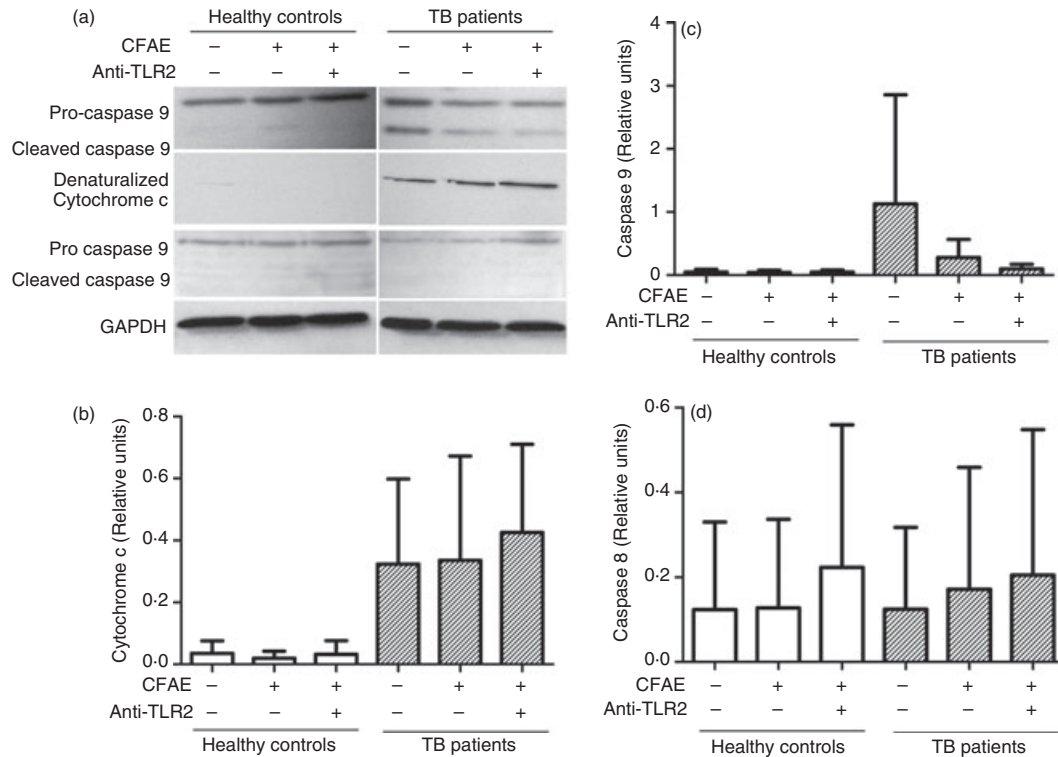 (a)
Healthy controls TB patients
CFAE – + + – + +
Anti-TLR2 – – + – – +
Pro-caspase 9
Cleaved caspase 9
Denaturalized
Cytochrome c
Pro caspase 9
Cleaved caspase 9
GAPDH
(c)
Caspase 9 (Relative units)
4
3
2
1
0
CFAE – + + – + +
Anti-TLR2 – – + – – +
Healthy controls TB patients
(b)
Cytochrome c (Relative units)
0·8
0·6
0·4
0·2
0·0
CFAE – + + – + +
Anti-TLR2 – – + – – +
Healthy controls TB patients
(d)
Caspase 8 (Relative units)
0·6
0·4
0·2
0·0
CFAE – + + – + +
Anti-TLR2 – – + – – +
Healthy controls TB patients